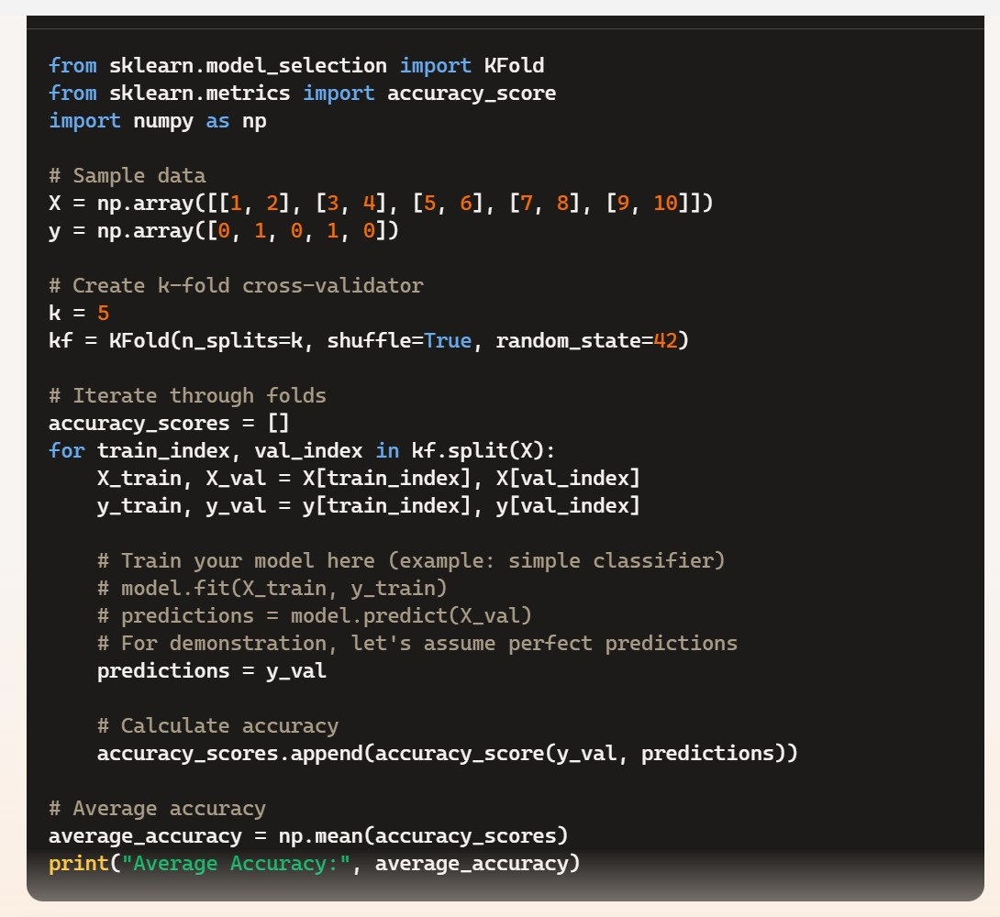 from sklearn.model_selection import KFold
from sklearn.metrics import accuracy_score
import numpy as np

# Sample data
X = np.array([[1, 2], [3, 4], [5, 6], [7, 8], [9, 10]])
y = np.array([0, 1, 0, 1, 0])

# Create k-fold cross-validator
k = 5
kf = KFold(n_splits=k, shuffle=True, random_state=42)

# Iterate through folds
accuracy_scores = []
for train_index, val_index in kf.split(X):
    X_train, X_val = X[train_index], X[val_index]
    y_train, y_val = y[train_index], y[val_index]

    # Train your model here (example: simple classifier)
    # model.fit(X_train, y_train)
    # predictions = model.predict(X_val)
    # For demonstration, let's assume perfect predictions
    predictions = y_val

    # Calculate accuracy
    accuracy_scores.append(accuracy_score(y_val, predictions))

# Average accuracy
average_accuracy = np.mean(accuracy_scores)
print("Average Accuracy:", average_accuracy)